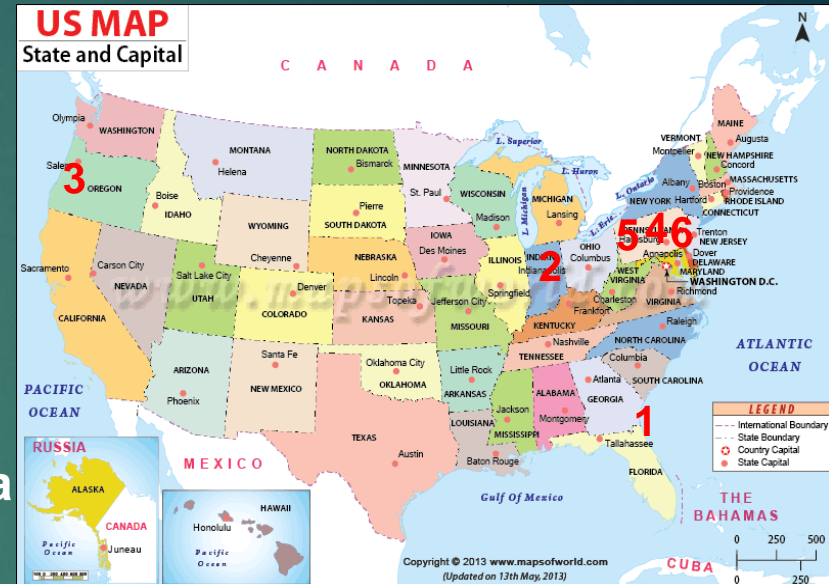 US MAP
State and Capital
N
C A N A D A
Olympia
WASHINGTON
MONTANA
Helena
NORTH DAKOTA
Bismarck
MINNESOTA
St. Paul
L. Superior
L. Huron
L. Michigan
L. Ontario
L. Erie
MAINE
Augusta
VERMONT
Montpelier
NEW HAMPSHIRE
Concord
MASSACHUSETTS
Boston
Albany
NEW YORK
Providence
RHODE ISLAND
Hartford
CONNECTICUT
Salem
3
OREGON
Boise
IDAHO
WYOMING
Cheyenne
Pierre
SOUTH DAKOTA
WISCONSIN
Madison
MICHIGAN
Lansing
IOWA
Des Moines
NEBRASKA
Lincoln
ILLINOIS
Springfield
Indianapolis
2
OHIO
Columbus
5
4
6
Trenton
NEW JERSEY
Dover
DELAWARE
Annapolis
MARYLAND
WASHINGTON D.C.
WEST
VIRGINIA
Charleston
Richmond
VIRGINIA
Sacramento
Carson City
NEVADA
CALIFORNIA
Salt Lake City
UTAH
Denver
COLORADO
Topeka
KANSAS
Jefferson City
MISSOURI
Frankfort
KENTUCKY
Nashville
TENNESSEE
Raleigh
NORTH CAROLINA
Columbia
SOUTH CAROLINA
ARIZONA
Phoenix
Santa Fe
NEW MEXICO
Oklahoma City
OKLAHOMA
Little Rock
ARKANSAS
ALABAMA
Montgomery
Atlanta
GEORGIA
1
Jackson
MISSISSIPPI
LOUISIANA
Baton Rouge
TEXAS
Austin
Tallahassee
FLORIDA
PACIFIC
OCEAN
ATLANTIC
OCEAN
M E X I C O
Gulf Of Mexico
THE
BAHAMAS
CUBA
LEGEND
International Boundary
State Boundary
Country Capital
State Capital
RUSSIA
ALASKA
CANADA
Juneau
Pacific
Ocean
HAWAII
Honolulu
Pacific
Ocean
a
Copyright © 2013 www.mapsofworld.com
(Updated on 13th May, 2013)
0 250 500
0 250